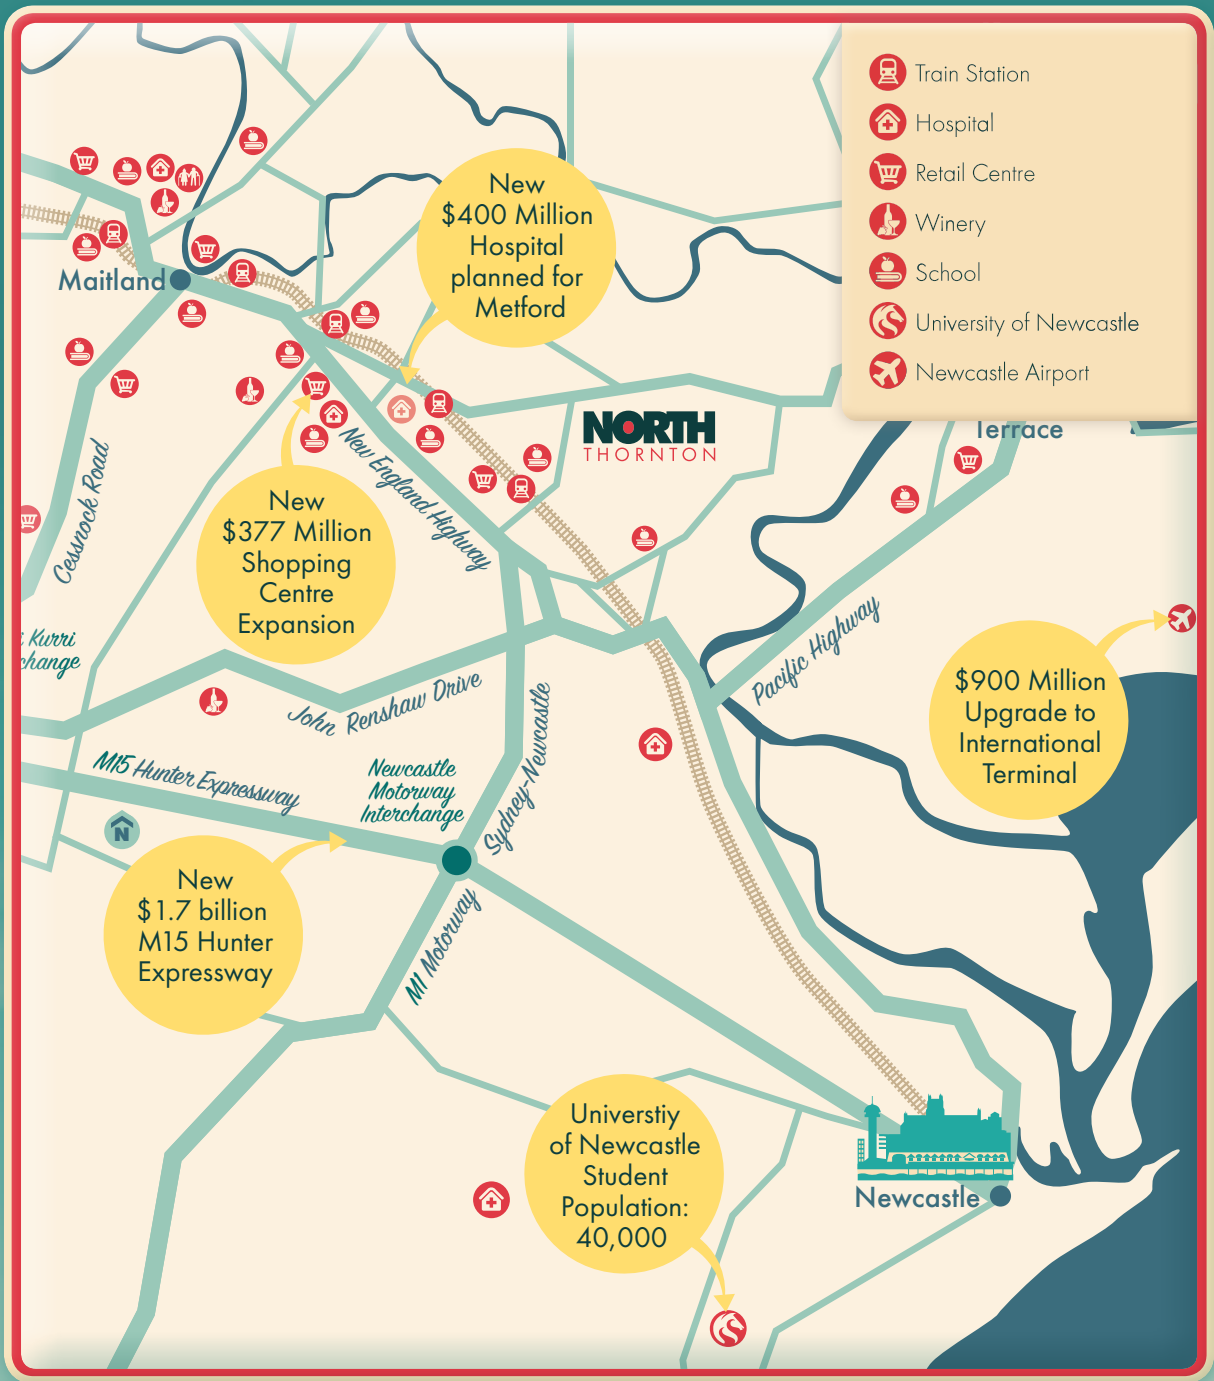 Train Station
Hospital
Retail Centre
Winery
School
University of Newcastle
Newcastle Airport
New
$400 Million
Hospital
planned for
Metford
Maitland
NORTH
THORNTON
Terrace
New England Highway
Cessnock Road
New
$377 Million
Shopping
Centre
Expansion
Kurri
change
Pacific Highway
$900 Million
Upgrade to
International
Terminal
John Renshaw Drive
Sydney-Newcastle
M15 Hunter Expressway
Newcastle
Motorway
Interchange
N
New
$1.7 billion
M15 Hunter
Expressway
M1 Motorway
Universtiy
of Newcastle
Student
Population:
40,000
Newcastle